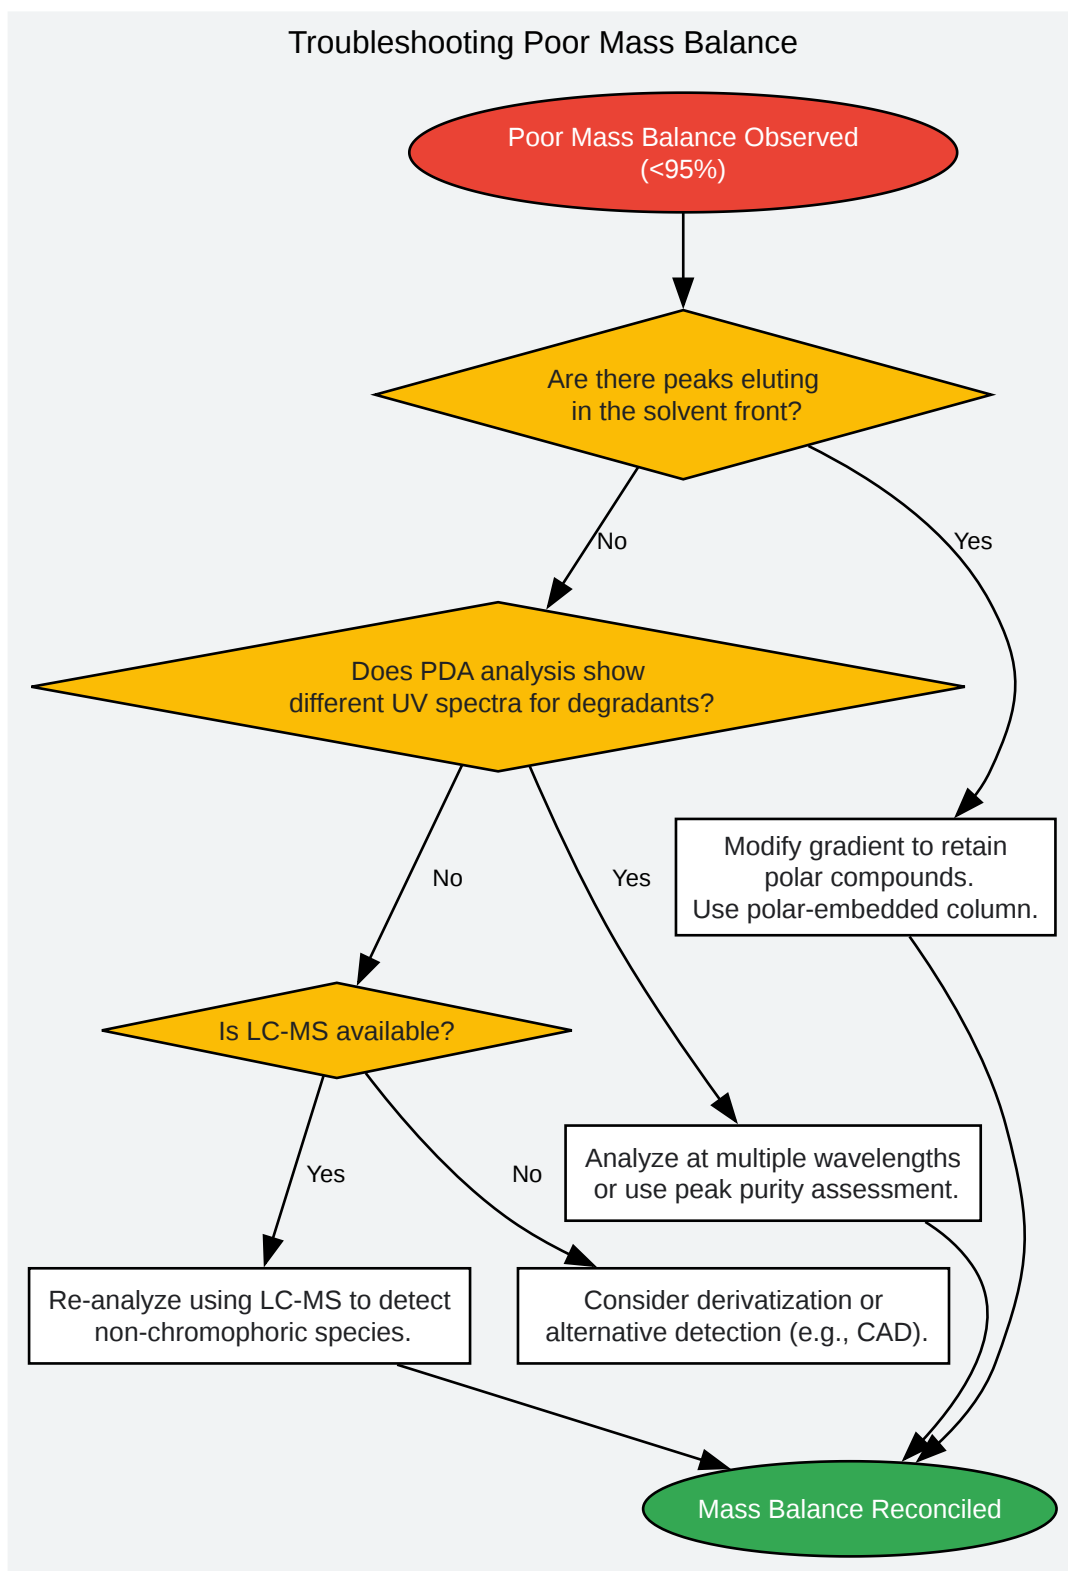 Troubleshooting Poor Mass Balance
Poor Mass Balance Observed
(<95%)
Are there peaks eluting
in the solvent front?
No
Yes
Does PDA analysis show
different UV spectra for degradants?
No
Yes
Modify gradient to retain
polar compounds.
Use polar-embedded column.
Is LC-MS available?
Yes
No
Analyze at multiple wavelengths
or use peak purity assessment.
Re-analyze using LC-MS to detect
non-chromophoric species.
Consider derivatization or
alternative detection (e.g., CAD).
Mass Balance Reconciled